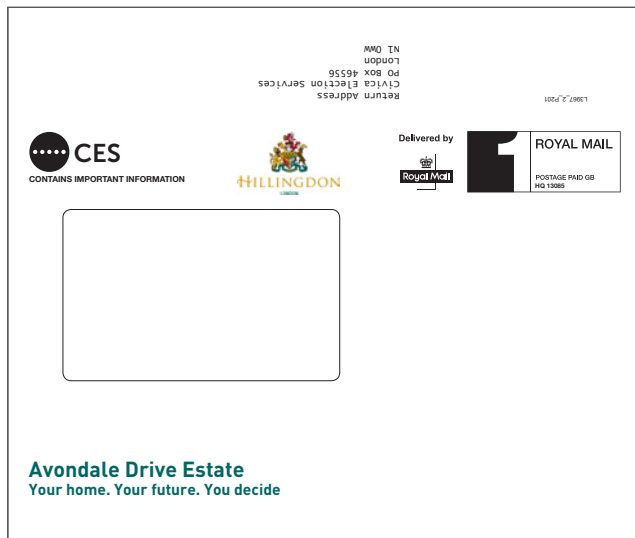 Return Address
Civica Election Services
PO Box 46556
London
N1 0WW
L3967_2_P201
CES
CONTAINS IMPORTANT INFORMATION
HILLINGDON
LONDON
Delivered by
Royal Mail
1
ROYAL MAIL
POSTAGE PAID GB
HQ 13085
Avondale Drive Estate
Your home. Your future. You decide